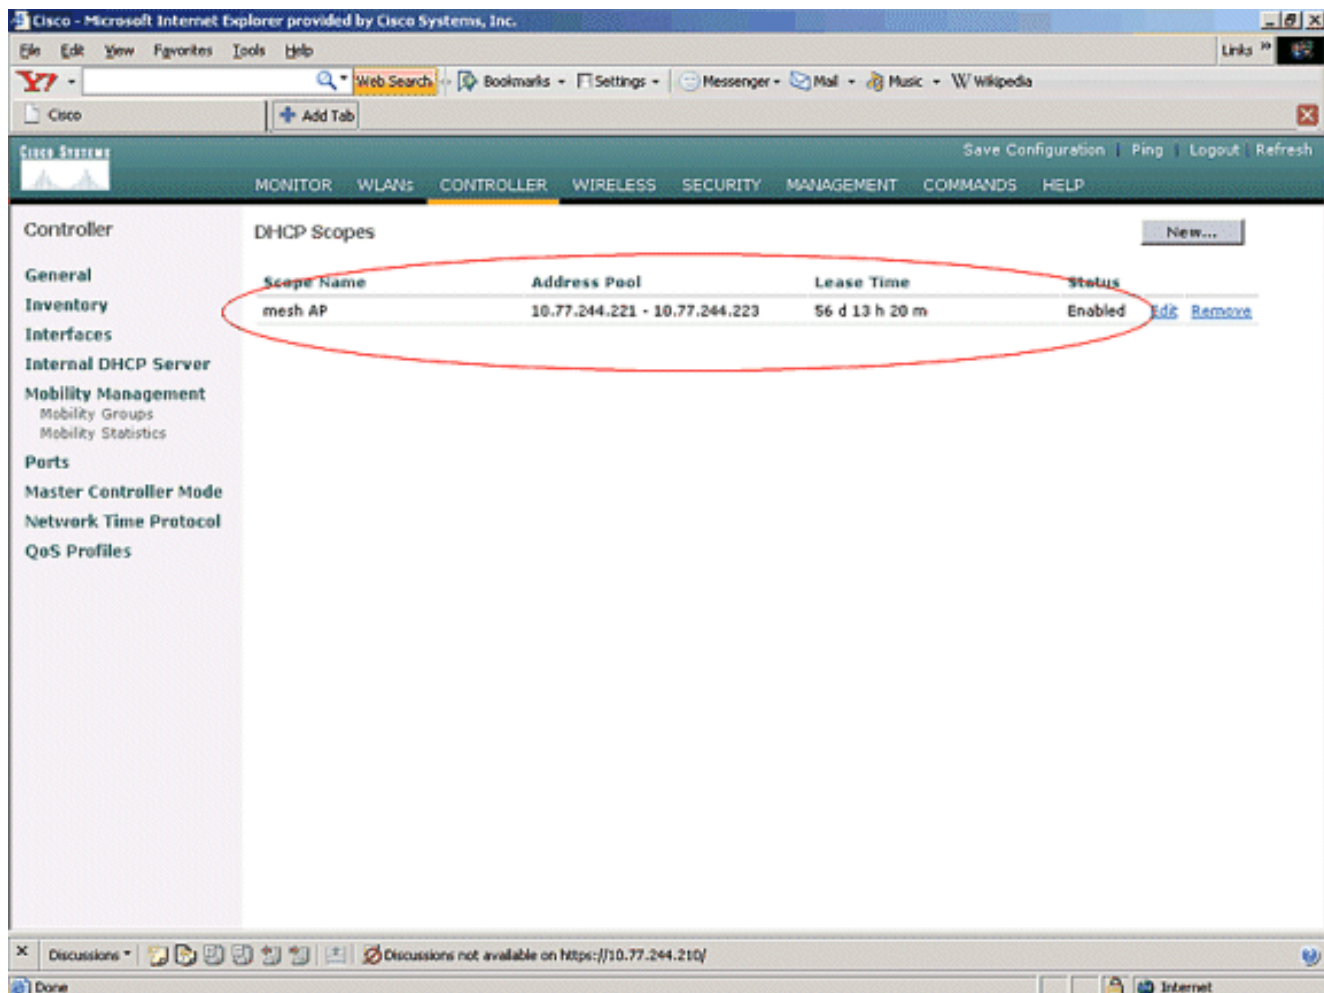 Cisco - Microsoft Internet Explorer provided by Cisco Systems, Inc.
File Edit View Favorites Tools Help Links »
Y! Web Search Bookmarks Settings Messenger Mail Music W Wikipedia
Cisco Add Tab
Cisco Systems
Save Configuration | Ping | Logout | Refresh
MONITOR WLANs CONTROLLER WIRELESS SECURITY MANAGEMENT COMMANDS HELP
Controller
General
Inventory
Interfaces
Internal DHCP Server
Mobility Management
Mobility Groups
Mobility Statistics
Ports
Master Controller Mode
Network Time Protocol
QoS Profiles
DHCP Scopes New...
Scope Name Address Pool Lease Time Status
mesh AP 10.77.244.221 - 10.77.244.223 56 d 13 h 20 m Enabled Edit Remove
Discussions Discussions not available on https://10.77.244.210/
Done Internet